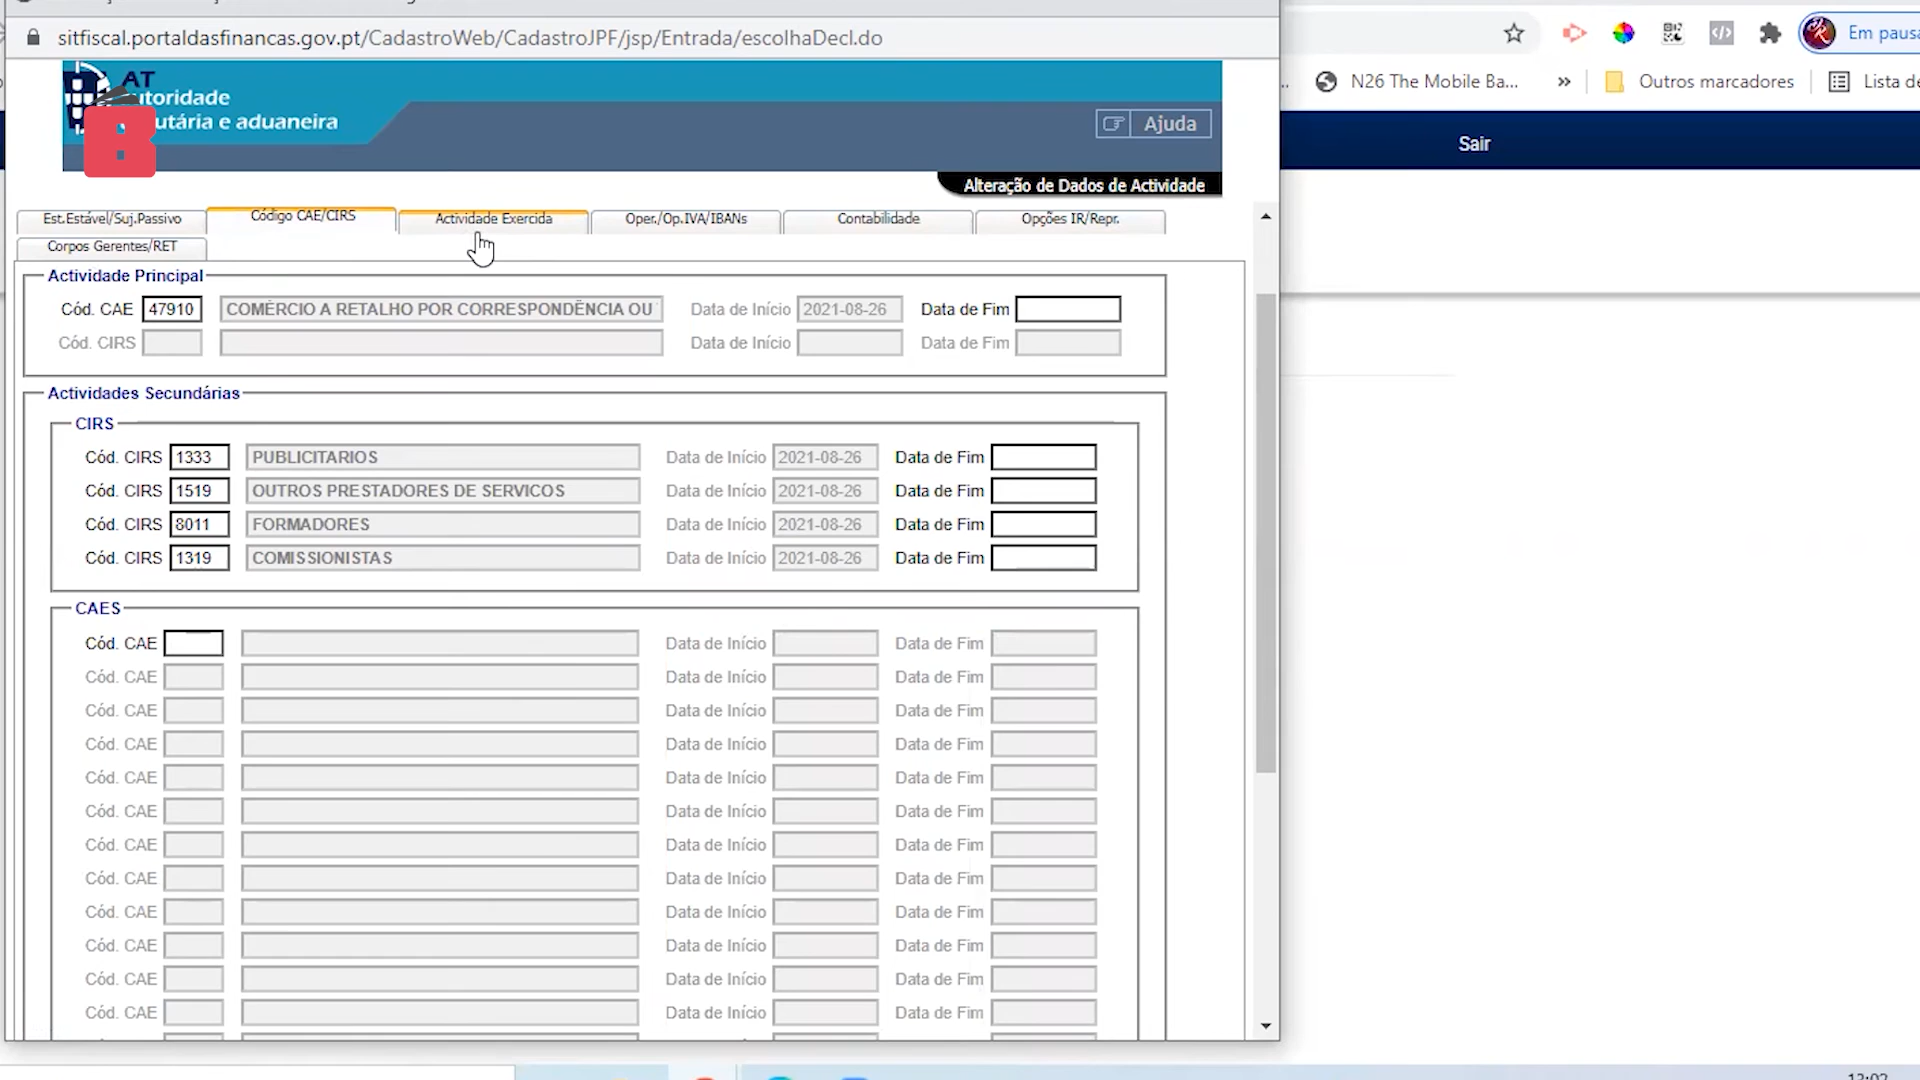 sitfiscal.portaldasfinancas.gov.pt/CadastroWeb/CadastroJPF/jsp/Entrada/escolhaDecl.do
Em pausa
N26 The Mobile Ba...
»
Outros marcadores
Lista de
AT
autoridade
utária e aduaneira
B
Ajuda
Sair
Alteração de Dados de Actividade
Est.Estável/Suj.Passivo
Código CAE/CIRS
Actividade Exercida
Oper./Op.IVA/IBANs
Contabilidade
Opções IR/Repr.
Corpos Gerentes/RET
Actividade Principal
Cód. CAE 47910 COMÉRCIO A RETALHO POR CORRESPONDÊNCIA OU Data de Início 2021-08-26 Data de Fim
Cód. CIRS Data de Início Data de Fim
Actividades Secundárias
CIRS
Cód. CIRS 1333 PUBLICITARIOS Data de Início 2021-08-26 Data de Fim
Cód. CIRS 1519 OUTROS PRESTADORES DE SERVICOS Data de Início 2021-08-26 Data de Fim
Cód. CIRS 8011 FORMADORES Data de Início 2021-08-26 Data de Fim
Cód. CIRS 1319 COMISSIONISTAS Data de Início 2021-08-26 Data de Fim
CAES
Cód. CAE Data de Início Data de Fim
Cód. CAE Data de Início Data de Fim
Cód. CAE Data de Início Data de Fim
Cód. CAE Data de Início Data de Fim
Cód. CAE Data de Início Data de Fim
Cód. CAE Data de Início Data de Fim
Cód. CAE Data de Início Data de Fim
Cód. CAE Data de Início Data de Fim
Cód. CAE Data de Início Data de Fim
Cód. CAE Data de Início Data de Fim
Cód. CAE Data de Início Data de Fim
Cód. CAE Data de Início Data de Fim